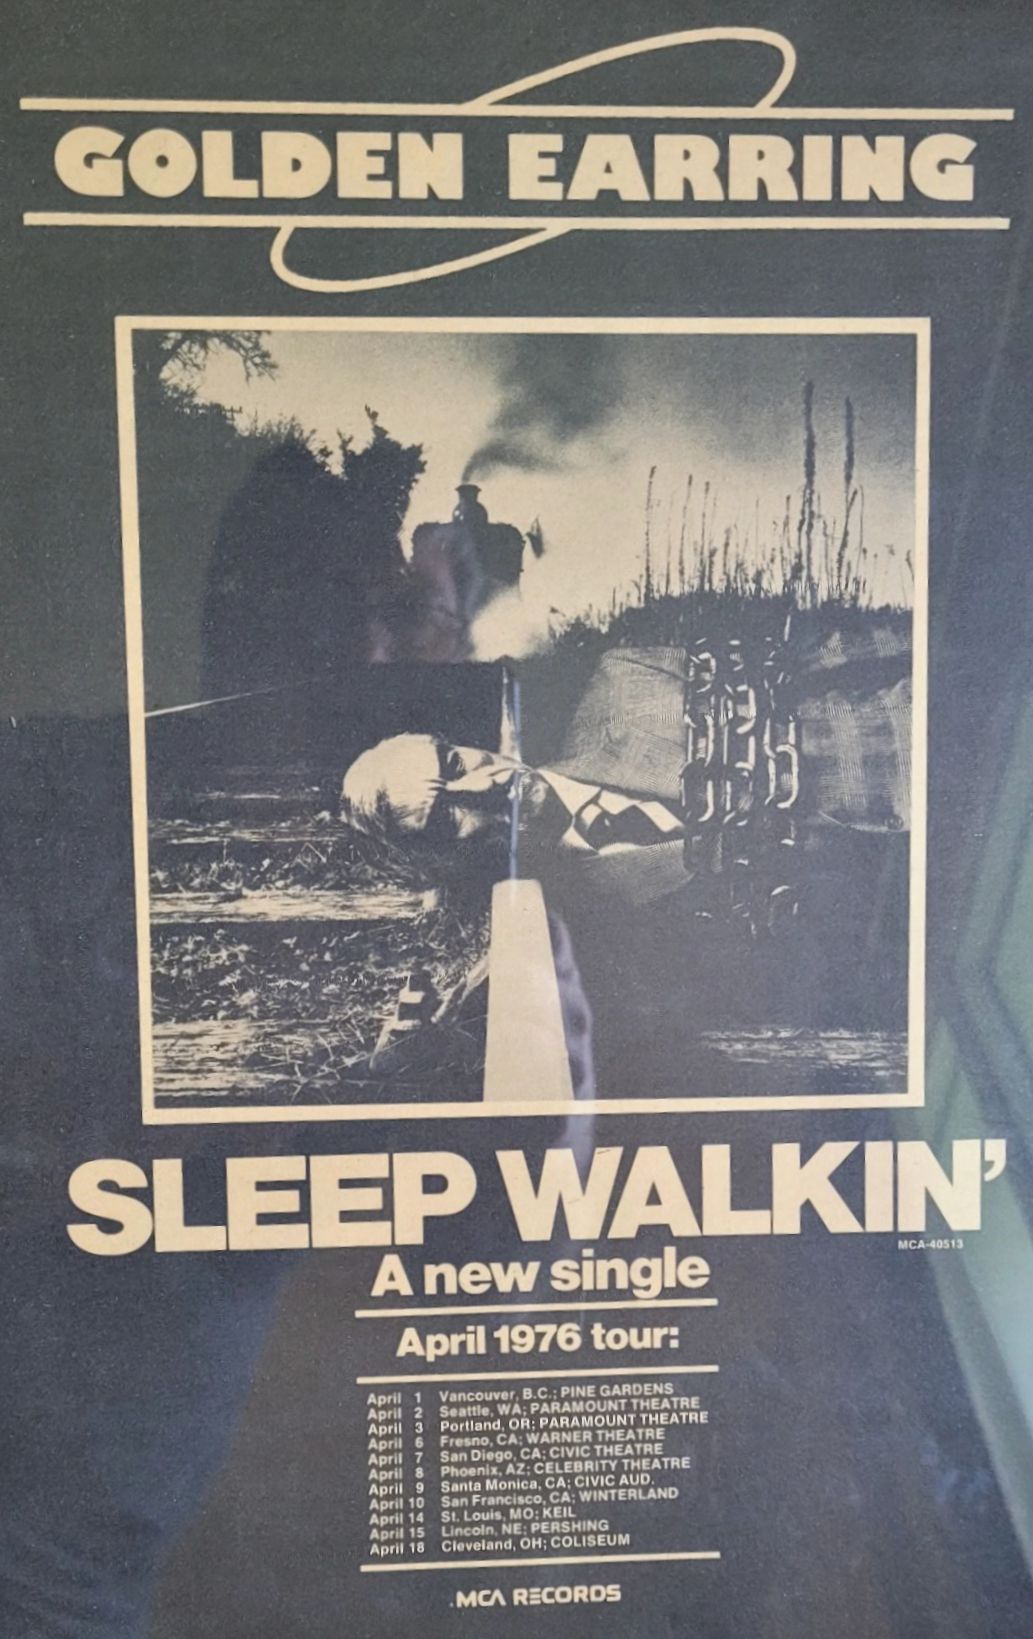 GOLDEN EARRING
SLEEP WALKIN'
MCA-40513
A new single
April 1976 tour:
April 1 Vancouver, B.C.; PINE GARDENS
April 2 Seattle, WA; PARAMOUNT THEATRE
April 3 Portland, OR; PARAMOUNT THEATRE
April 6 Fresno, CA; WARNER THEATRE
April 7 San Diego, CA; CIVIC THEATRE
April 8 Phoenix, AZ; CELEBRITY THEATRE
April 9 Santa Monica, CA; CIVIC AUD.
April 10 San Francisco, CA; WINTERLAND
April 14 St. Louis, MO; KEIL
April 15 Lincoln, NE; PERSHING
April 18 Cleveland, OH; COLISEUM
.MCA RECORDS